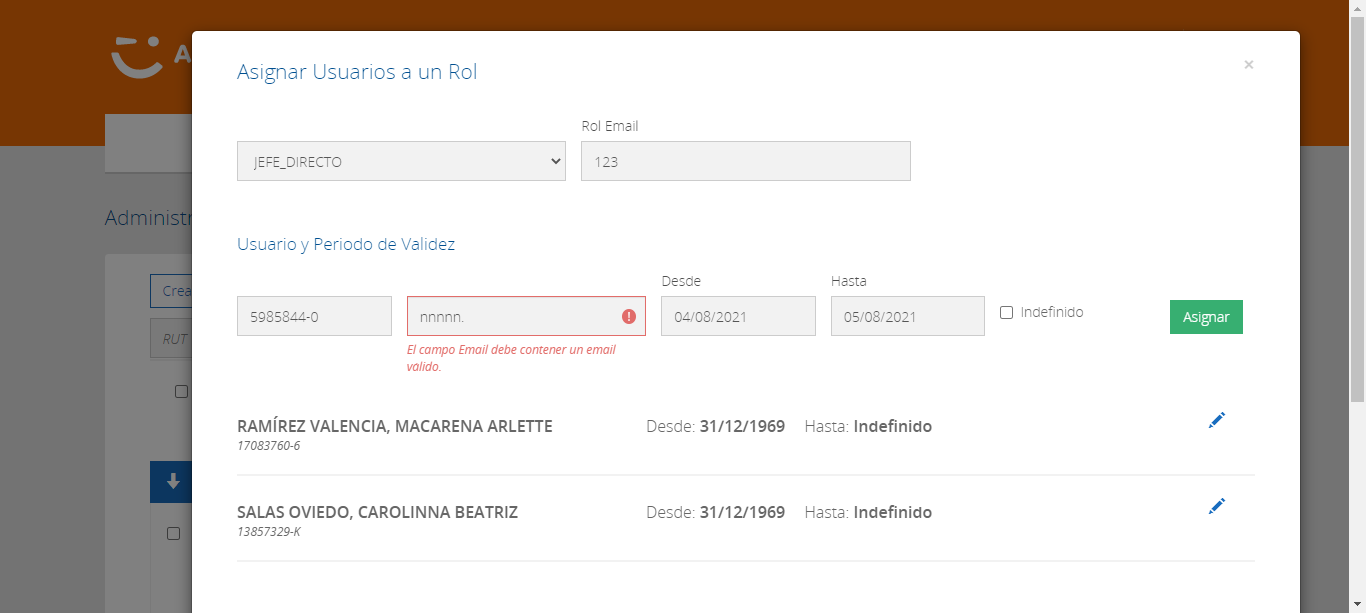 Asignar Usuarios a un Rol
×
A
Rol Email
JEFE_DIRECTO
123
Usuario y Periodo de Validez
Desde
Hasta
5985844-0
nnnnn.
04/08/2021
05/08/2021
Indefinido
Asignar
El campo Email debe contener un email
valido.
RUT
RAMÍREZ VALENCIA, MACARENA ARLETTE
Desde: 31/12/1969 Hasta: Indefinido
17083760-6
SALAS OVIEDO, CAROLINNA BEATRIZ
Desde: 31/12/1969 Hasta: Indefinido
13857329-K